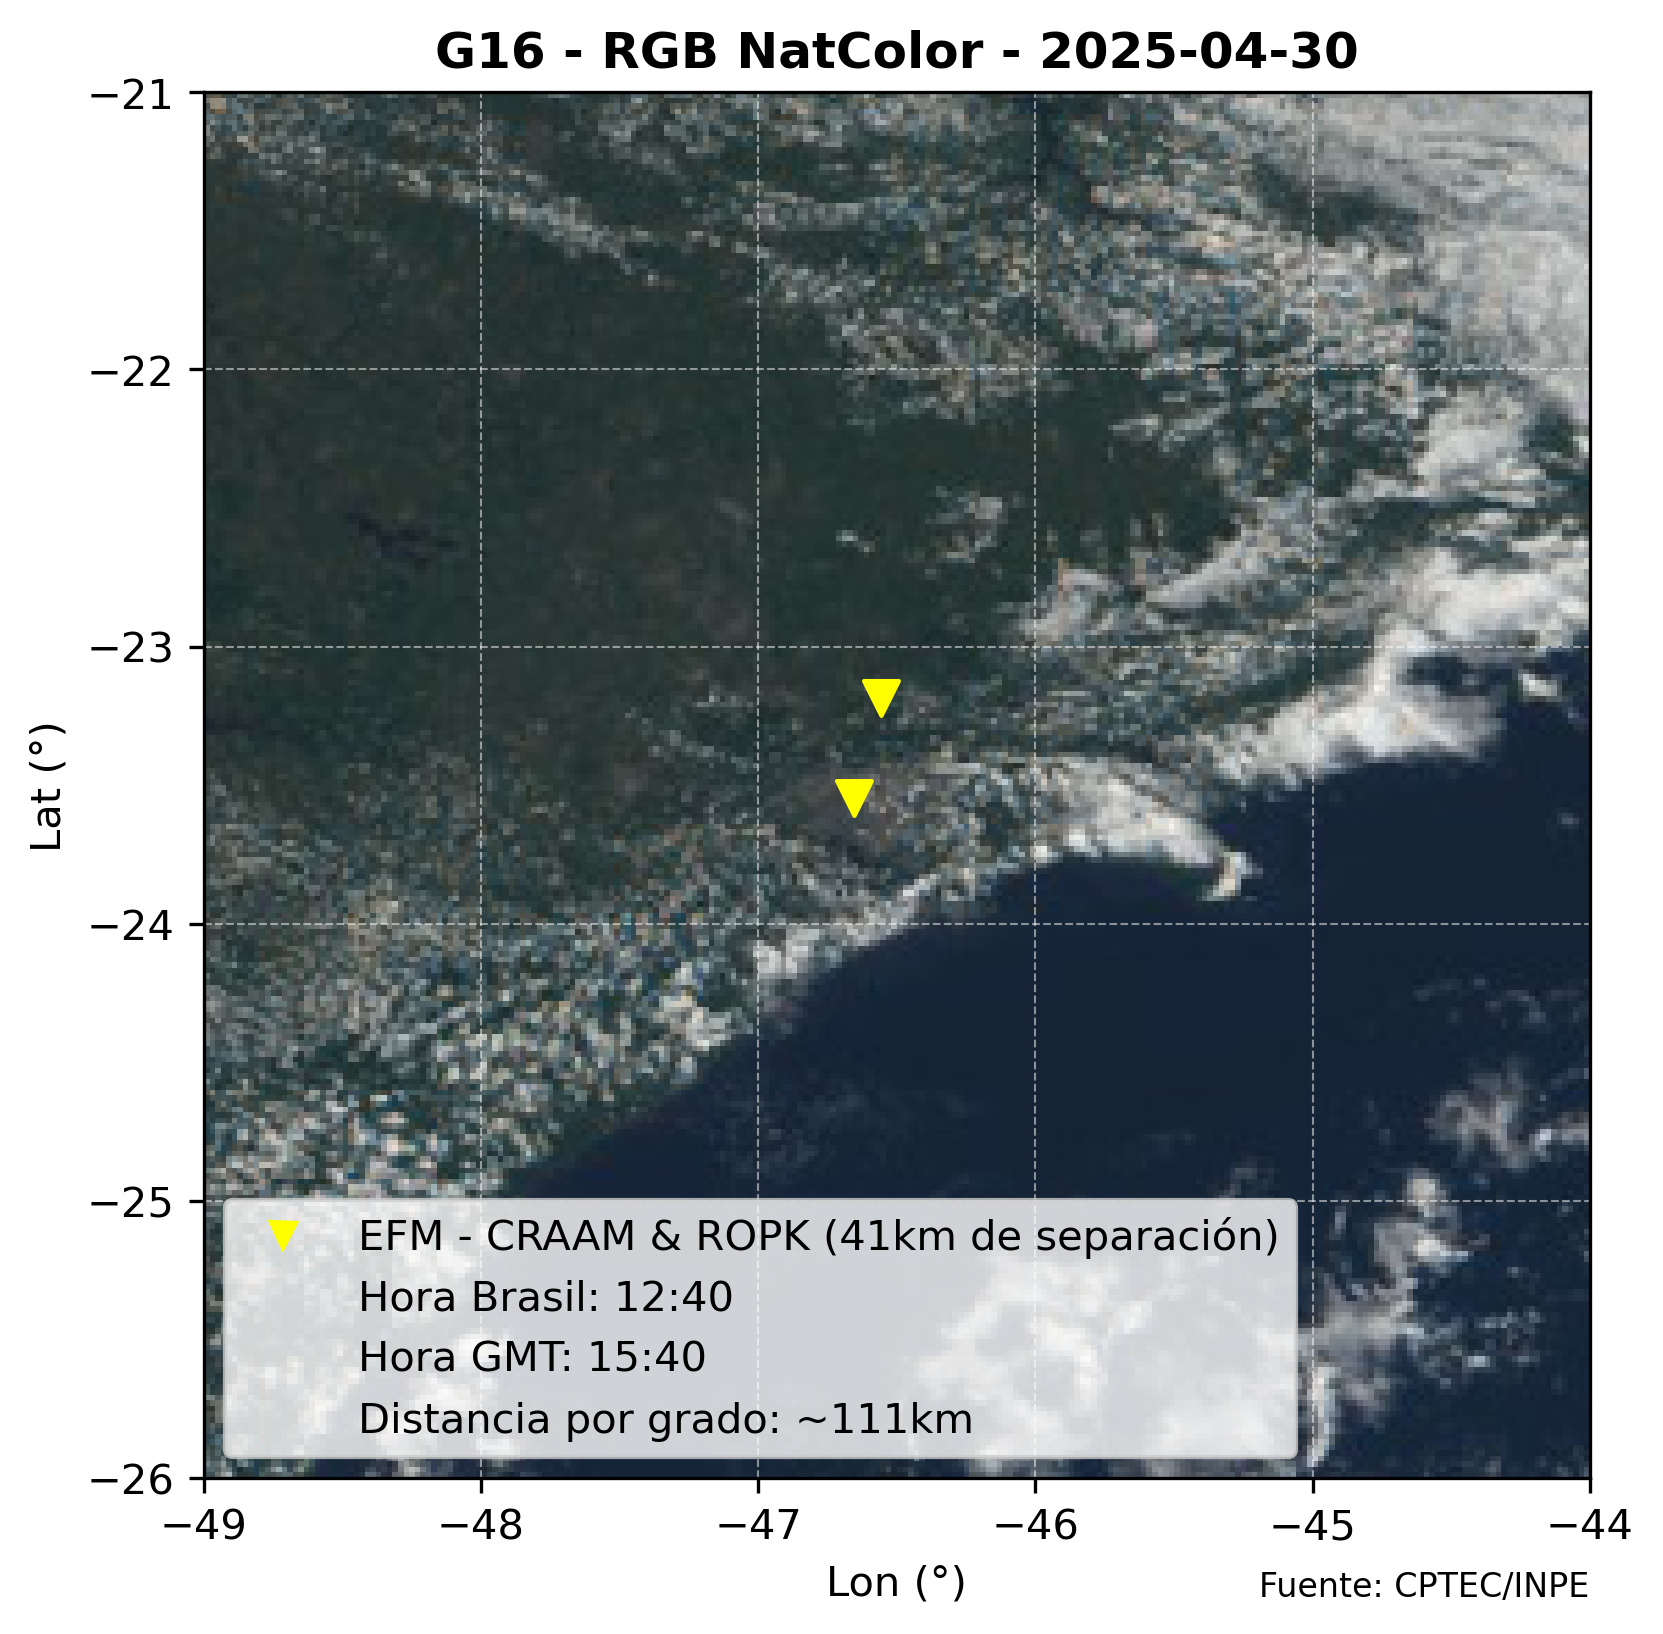 G16 - RGB NatColor - 2025-04-30
−21
−22
−23
−24
−25
−26
Lat (°)
EFM - CRAAM & ROPK (41km de separación)
Hora Brasil: 12:40
Hora GMT: 15:40
Distancia por grado: ~111km
−49 −48 −47 −46 −45 −44
Lon (°)
Fuente: CPTEC/INPE